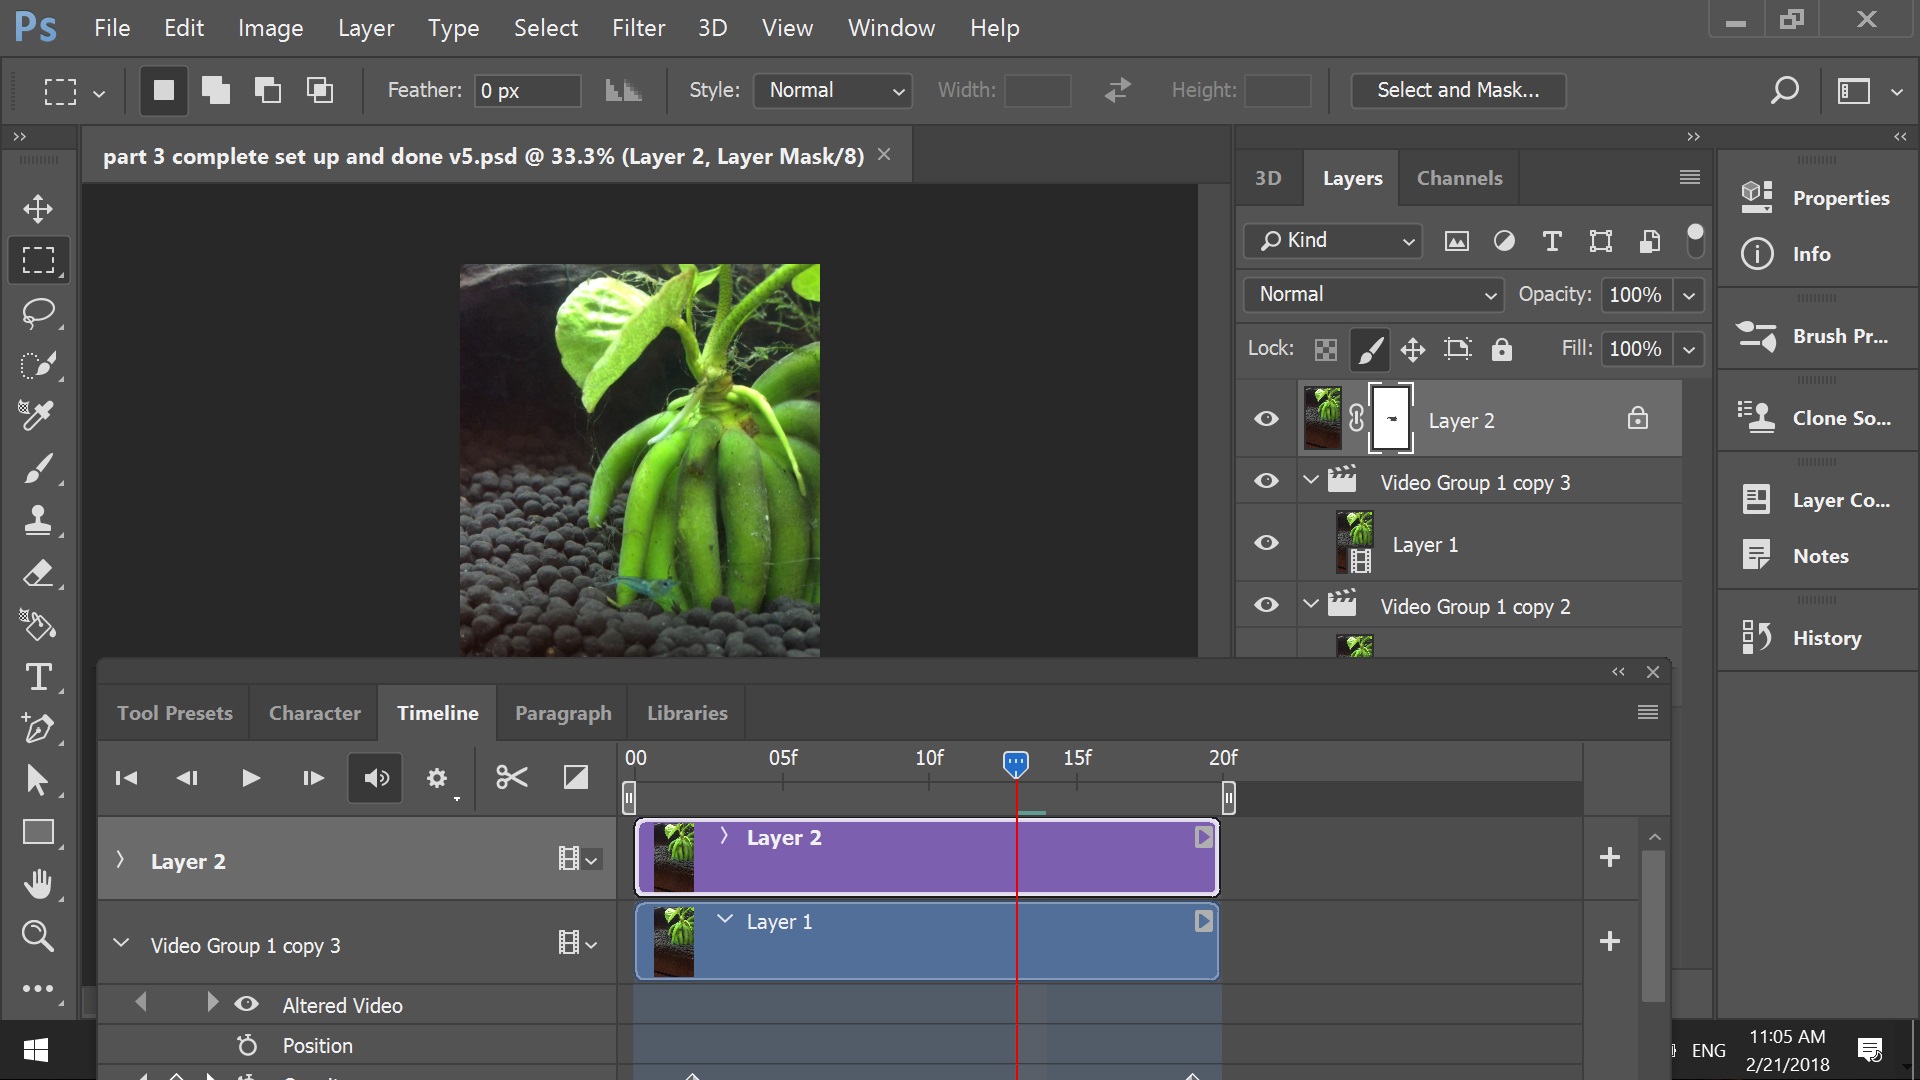 Ps File Edit Image Layer Type Select Filter 3D View Window Help
Feather: 0 px Style: Normal Width: Height: Select and Mask...
part 3 complete set up and done v5.psd @ 33.3% (Layer 2, Layer Mask/8)
3D Layers Channels
Kind
Normal Opacity: 100%
Lock: Fill: 100%
Layer 2
Video Group 1 copy 3
Layer 1
Video Group 1 copy 2
Properties
Info
Brush Pr...
Clone So...
Layer Co...
Notes
History
Tool Presets Character Timeline Paragraph Libraries
00 05f 10f 15f 20f
Layer 2 Layer 2
Video Group 1 copy 3 Layer 1
Altered Video
Position
ENG 11:05 AM
2/21/2018